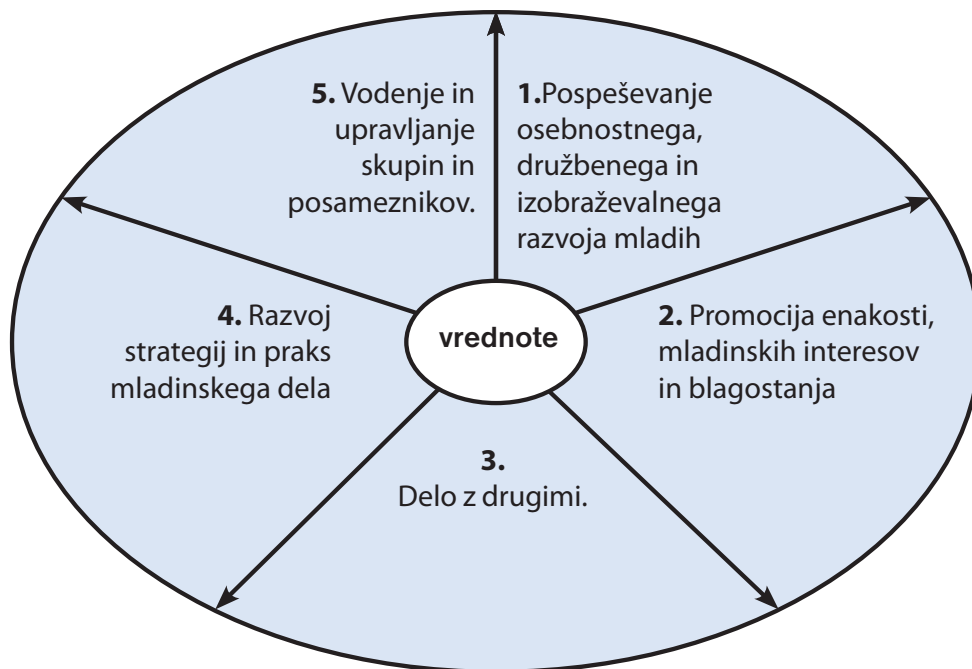 1.Pospeševanje
osebnostnega,
družbenega in
izobraževalnega
razvoja mladih
2. Promocija enakosti,
mladinskih interesov
in blagostanja
3.
Delo z drugimi.
4. Razvoj
strategij in praks
mladinskega dela
5. Vodenje in
upravljanje
skupin in
posameznikov.
vrednote